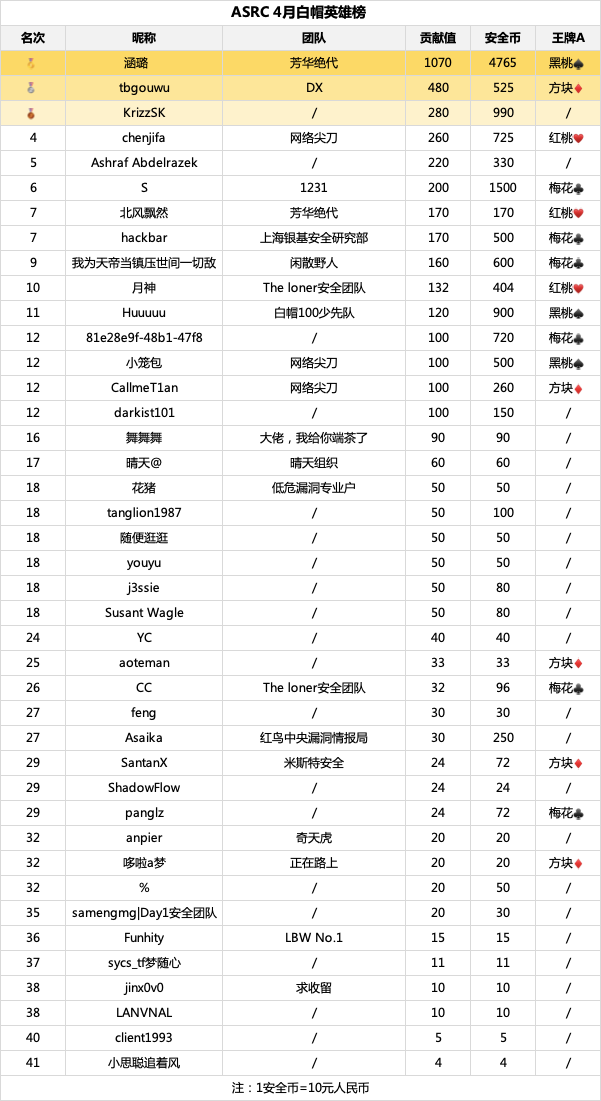 ASRC 4月白帽英雄榜
名次 昵称 团队 贡献值 安全币 王牌A
🥇 涵璐 芳华绝代 1070 4765 黑桃♠
🥈 tbgouwu DX 480 525 方块♦
🥉 KrizzSK / 280 990 /
4 chenjifa 网络尖刀 260 725 红桃♥
5 Ashraf Abdelrazek / 220 330 /
6 S 1231 200 1500 梅花♣
7 北风飘然 芳华绝代 170 170 红桃♥
7 hackbar 上海银基安全研究部 170 500 梅花♣
9 我为天帝当镇压世间一切敌 闲散野人 160 600 梅花♣
10 月神 The loner安全团队 132 404 红桃♥
11 Huuuuu 白帽100少先队 120 900 黑桃♠
12 81e28e9f-48b1-47f8 / 100 720 梅花♣
12 小笼包 网络尖刀 100 500 黑桃♠
12 CallmeT1an 网络尖刀 100 260 方块♦
12 darkist101 / 100 150 /
16 舞舞舞 大佬，我给你端茶了 90 90 /
17 晴天@ 晴天组织 60 60 /
18 花猪 低危漏洞专业户 50 50 /
18 tanglion1987 / 50 100 /
18 随便逛逛 / 50 50 /
18 youyu / 50 50 /
18 j3ssie / 50 80 /
18 Susant Wagle / 50 80 /
24 YC / 40 40 /
25 aoteman / 33 33 方块♦
26 CC The loner安全团队 32 96 梅花♣
27 feng / 30 30 /
27 Asaika 红鸟中央漏洞情报局 30 250 /
29 SantanX 米斯特安全 24 72 方块♦
29 ShadowFlow / 24 24 /
29 panglz / 24 72 梅花♣
32 anpier 奇天虎 20 20 /
32 哆啦a梦 正在路上 20 20 方块♦
32 % / 20 50 /
35 samengmg|Day1安全团队 / 20 30 /
36 Funhity LBW No.1 15 15 /
37 sycs_tf梦随心 / 11 11 /
38 jinx0v0 求收留 10 10 /
38 LANVNAL / 10 10 /
40 client1993 / 5 5 /
41 小思聪追着风 / 4 4 /
注：1安全币=10元人民币